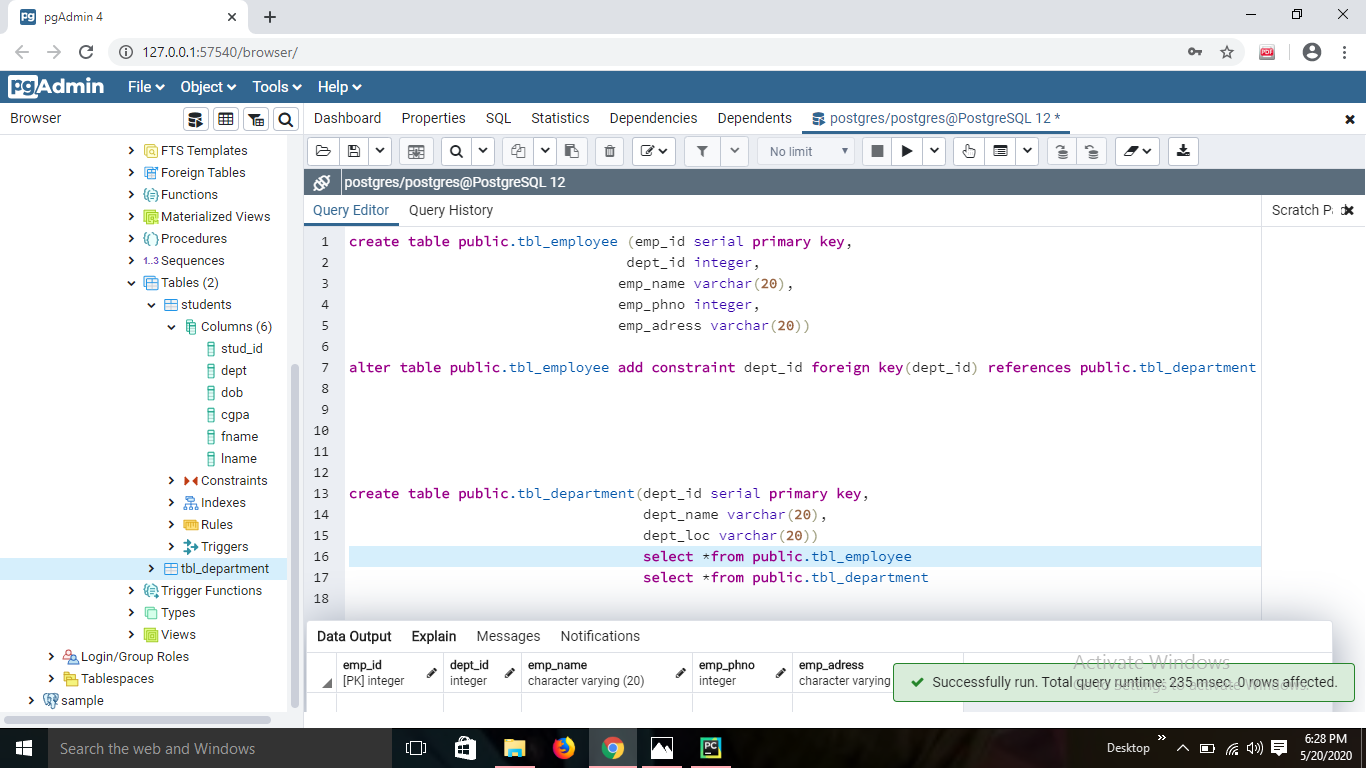 pgAdmin 4
127.0.0.1:57540/browser/
pgAdmin File Object Tools Help
Browser
Dashboard Properties SQL Statistics Dependencies Dependents postgres/postgres@PostgreSQL 12 *
FTS Templates
Foreign Tables
Functions
Materialized Views
Procedures
1..3 Sequences
Tables (2)
students
Columns (6)
stud_id
dept
dob
cgpa
fname
lname
Constraints
Indexes
Rules
Triggers
tbl_department
Trigger Functions
Types
Views
Login/Group Roles
Tablespaces
sample
No limit
postgres/postgres@PostgreSQL 12
Query Editor Query History
Scratch P
1 create table public.tbl_employee (emp_id serial primary key,
2 dept_id integer,
3 emp_name varchar(20),
4 emp_phno integer,
5 emp_adress varchar(20))
6
7 alter table public.tbl_employee add constraint dept_id foreign key(dept_id) references public.tbl_department
8
9
10
11
12
13 create table public.tbl_department(dept_id serial primary key,
14 dept_name varchar(20),
15 dept_loc varchar(20))
16 select *from public.tbl_employee
17 select *from public.tbl_department
18
Data Output Explain Messages Notifications
emp_id dept_id emp_name emp_phno emp_adress
[PK] integer integer character varying (20) integer character varying
Activate Windows
Go to Settings to activate Windows.
Successfully run. Total query runtime: 235 msec. 0 rows affected.
Search the web and Windows
Desktop
6:28 PM
5/20/2020